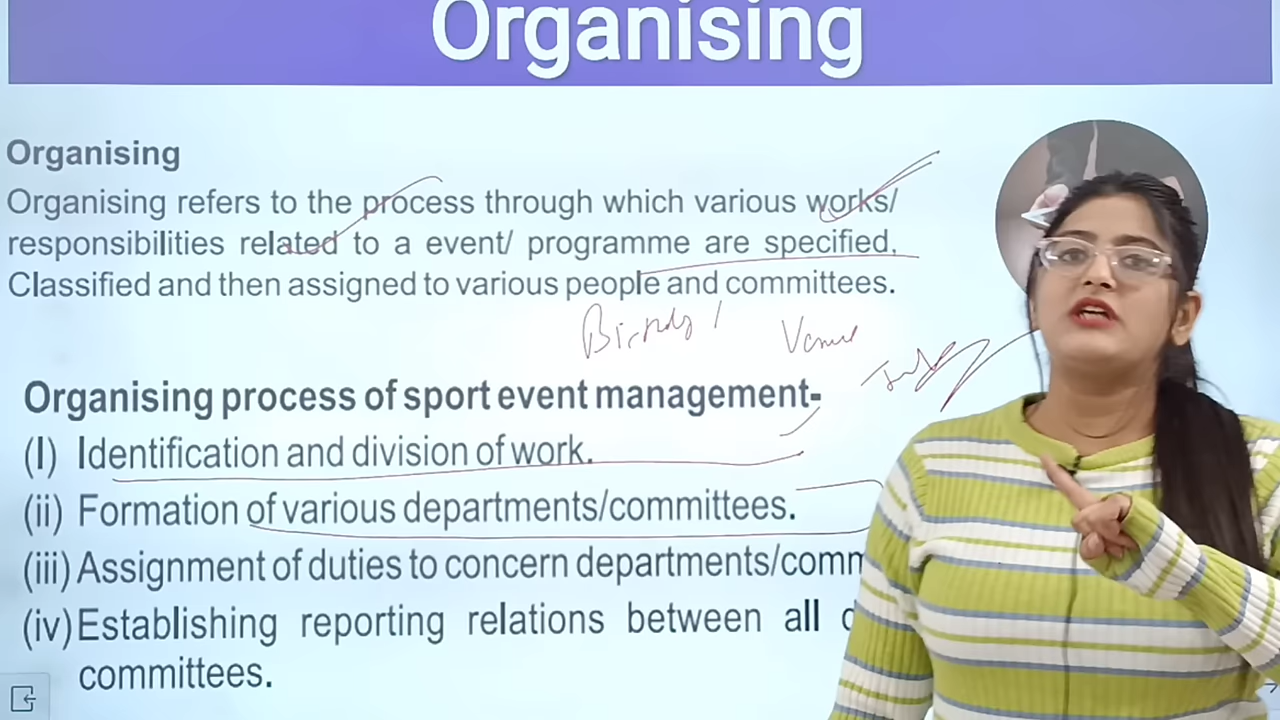 Organising
Organising
Organising refers to the process through which various works/
responsibilities related to a event/ programme are specified.
Classified and then assigned to various people and committees.
Birthday
Venue
Organising process of sport event management-
(I) Identification and division of work.
(ii) Formation of various departments/committees.
(iii) Assignment of duties to concern departments/comm
(iv) Establishing reporting relations between all
committees.